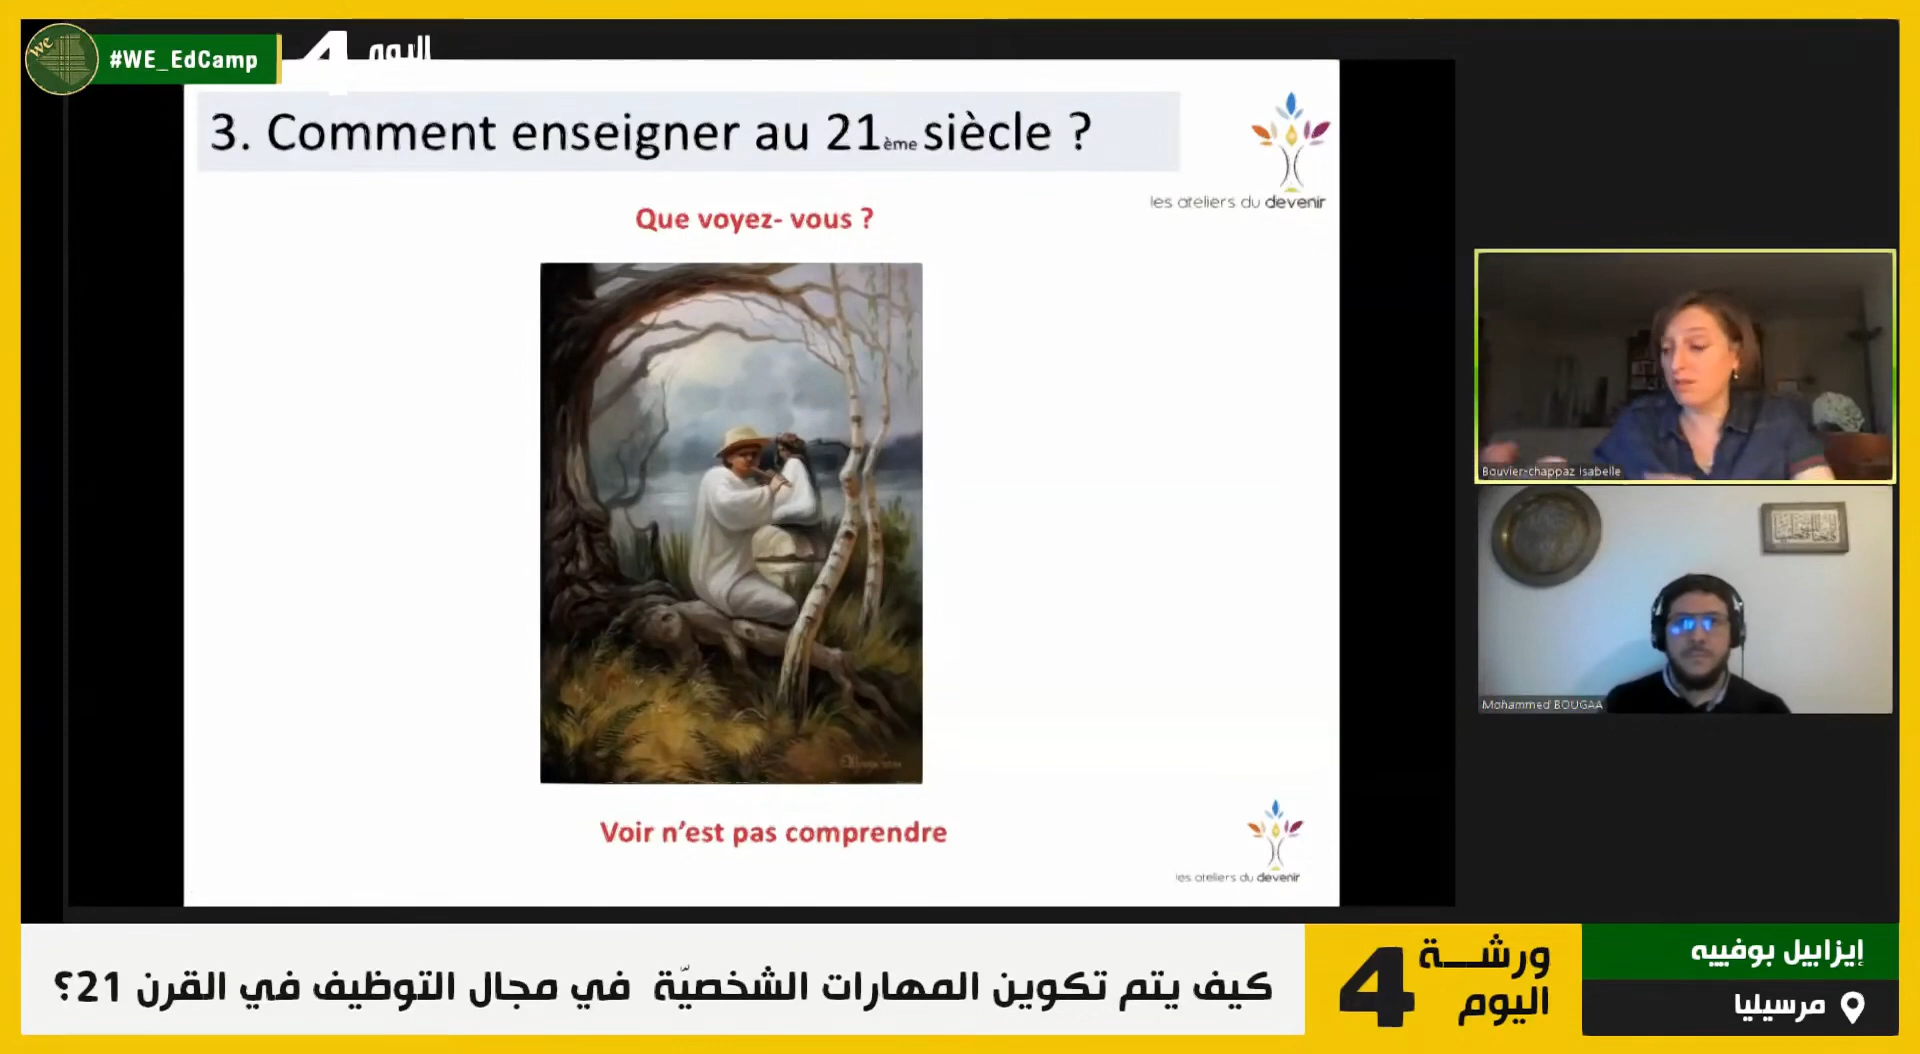 we
#WE_EdCamp
اليوم 4
3. Comment enseigner au 21ème siècle ?
les ateliers du devenir
Que voyez- vous ?
Voir n'est pas comprendre
les ateliers du devenir
Bouvier-chappaz Isabelle
Mohammed BOUGAA
كيف يتم تكوين المهارات الشخصيّة في مجال التوظيف في القرن 21؟
ورشـــة
اليوم 4
إيزابيل بوفييه
مرسيليا